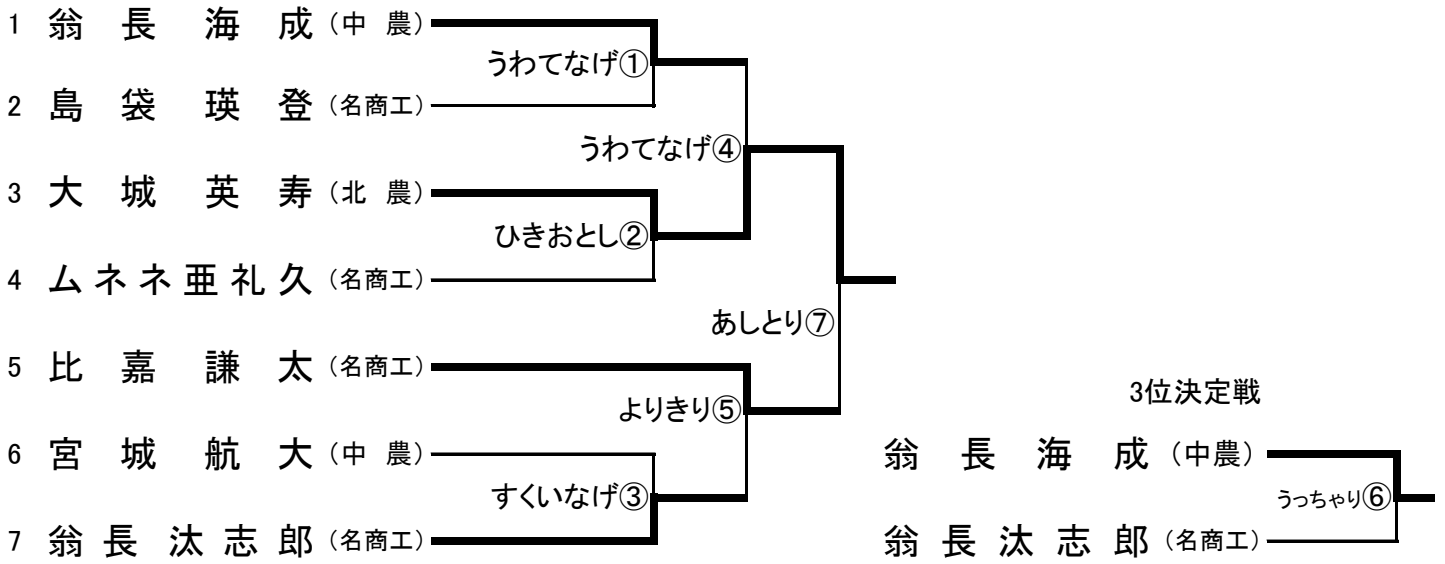 1 翁長海成（中農）
うわてなげ①
2 島袋瑛登（名商工）
うわてなげ④
3 大城英寿（北農）
ひきおとし②
4 ムネネ亜礼久（名商工）
あしとり⑦
5 比嘉謙太（名商工）
よりきり⑤
6 宮城航大（中農）
すくいなげ③
7 翁長汰志郎（名商工）
3位決定戦
翁長海成（中農）
うっちゃり⑥
翁長汰志郎（名商工）